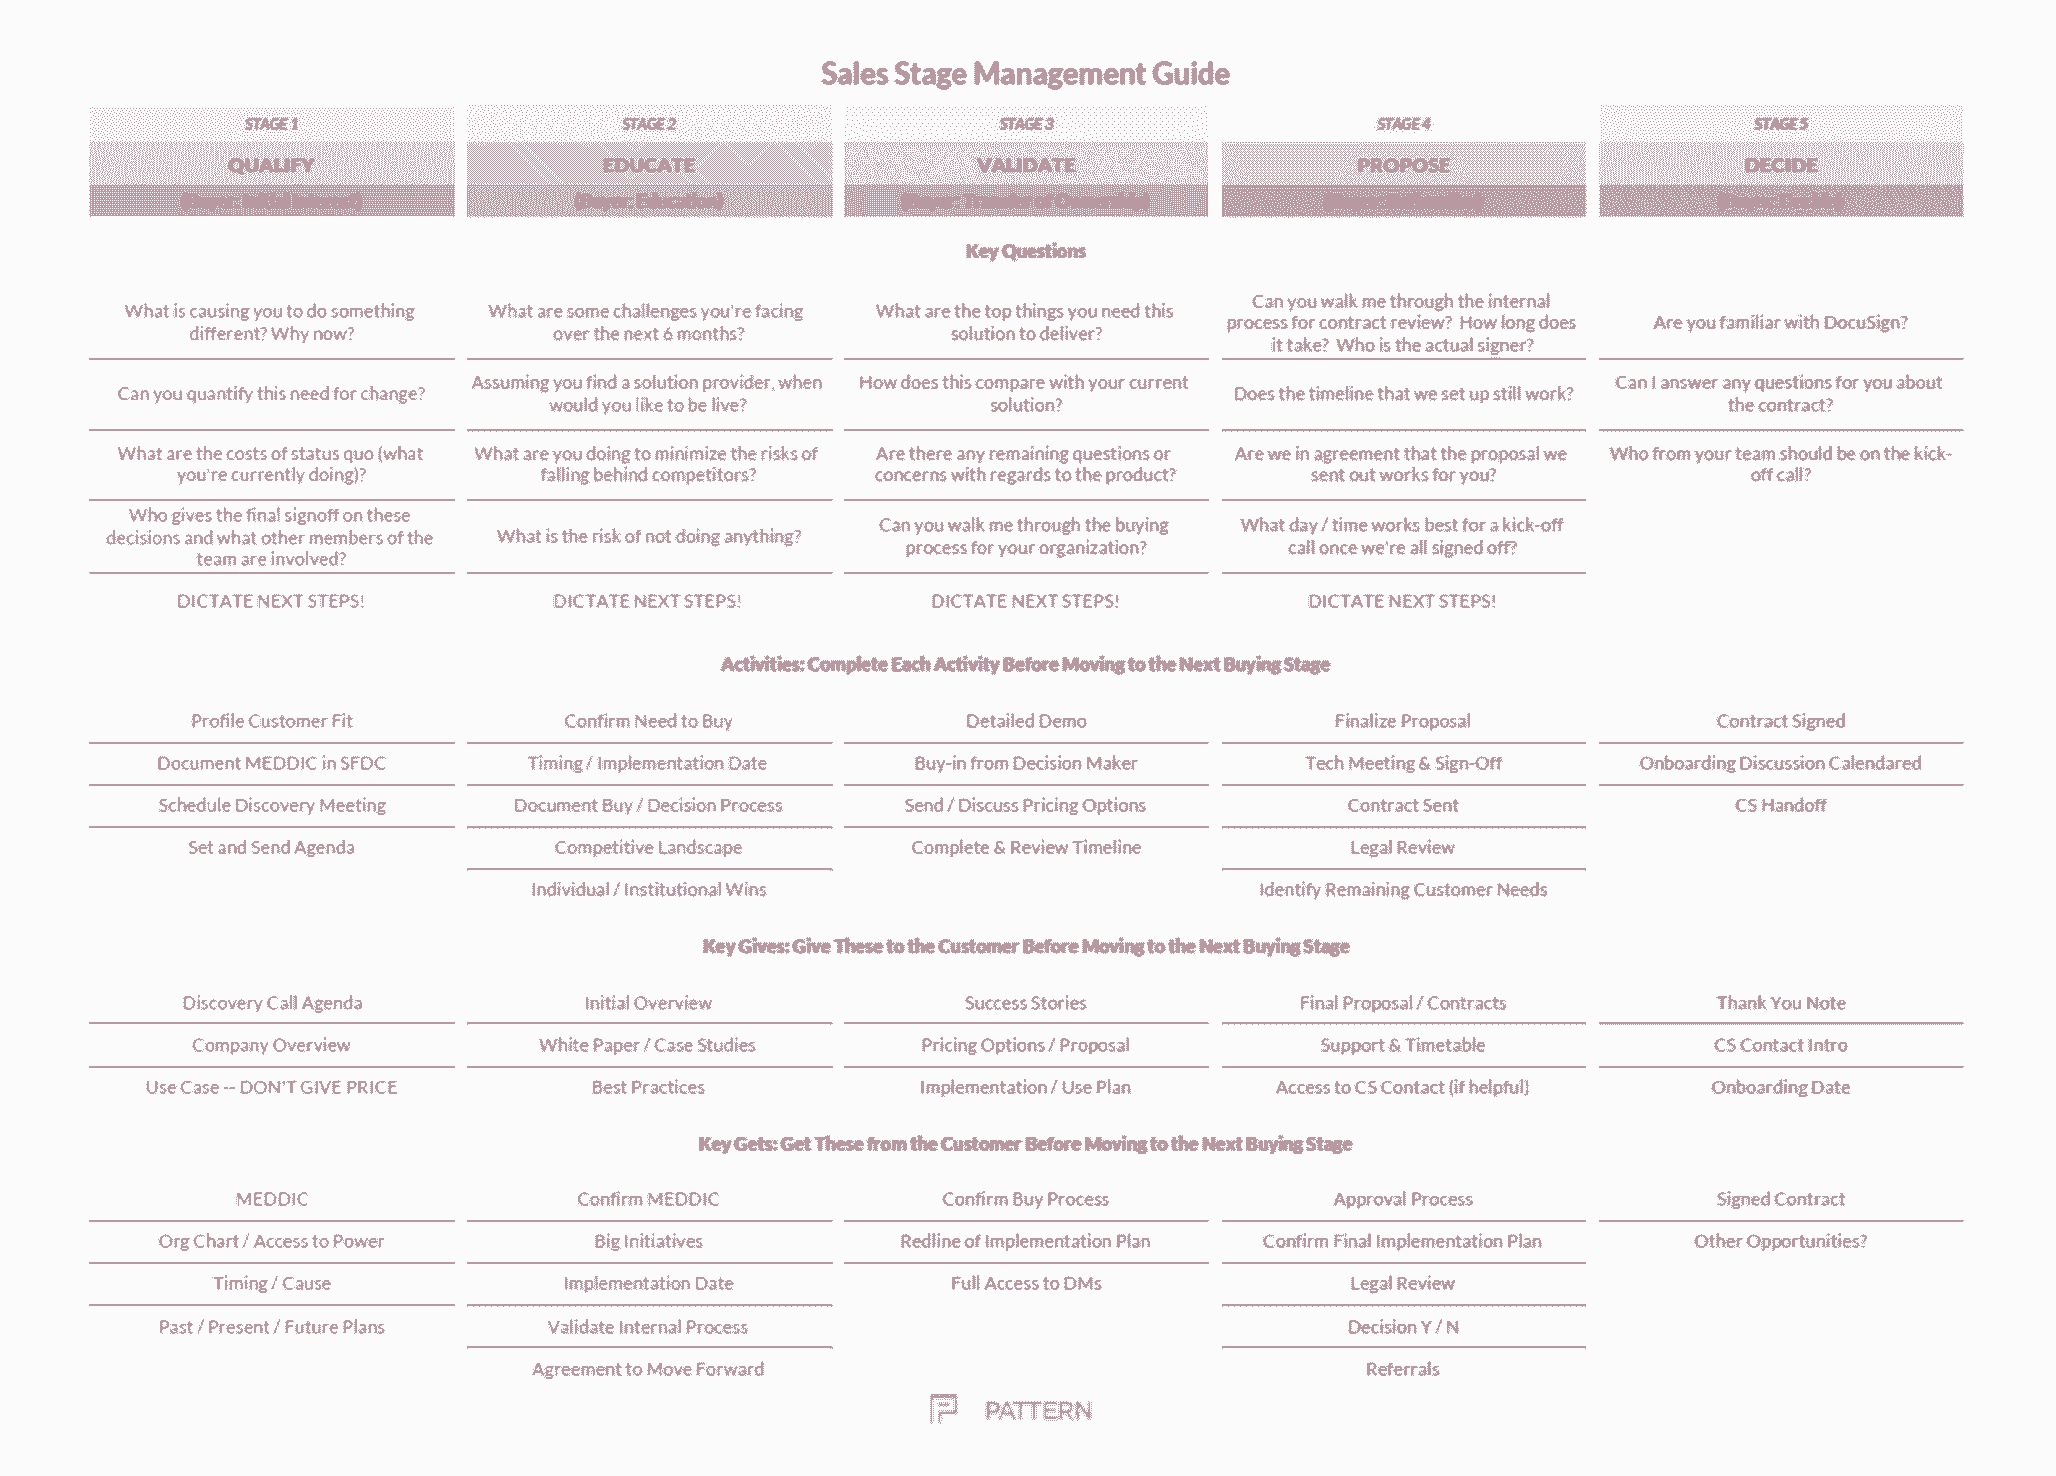 Sales Stage Management Guide
STAGE 1
STAGE 2
STAGE 3
STAGE 4
STAGE 5
QUALIFY
EDUCATE
VALIDATE
PROPOSE
DECIDE
(Buyer: Initial Interest)
(Buyer: Education)
(Buyer: Transfer of Ownership)
(Buyer:
(Buyer:
Key Questions
What is causing you to do something
different? Why now?
What are some challenges you're facing
over the next 6 months?
What are the top things you need this
solution to deliver?
Can you walk me through the internal
process for contract review? How long does
it take? Who is the actual signer?
Are you familiar with DocuSign?
Can you quantify this need for change?
Assuming you find a solution provider, when
would you like to be live?
How does this compare with your current
solution?
Does the timeline that we set up still work?
Can I answer any questions for you about
the contract?
What are the costs of status quo (what
you're currently doing)?
What are you doing to minimize the risks of
falling behind competitors?
Are there any remaining questions or
concerns with regards to the product?
Are we in agreement that the proposal we
sent out works for you?
Who from your team should be on the kick-
off call?
Who gives the final signoff on these
decisions and what other members of the
team are involved?
What is the risk of not doing anything?
Can you walk me through the buying
process for your organization?
What day / time works best for a kick-off
call once we're all signed off?
DICTATE NEXT STEPS!
DICTATE NEXT STEPS!
DICTATE NEXT STEPS!
DICTATE NEXT STEPS!
Activities: Complete Each Activity Before Moving to the Next Buying Stage
Profile Customer Fit
Confirm Need to Buy
Detailed Demo
Finalize Proposal
Contract Signed
Document MEDDIC in SFDC
Timing / Implementation Date
Buy-in from Decision Maker
Tech Meeting & Sign-Off
Onboarding Discussion Calendared
Schedule Discovery Meeting
Document Buy / Decision Process
Send / Discuss Pricing Options
Contract Sent
CS Handoff
Set and Send Agenda
Competitive Landscape
Complete & Review Timeline
Legal Review
Individual / Institutional Wins
Identify Remaining Customer Needs
Key Gives: Give These to the Customer Before Moving to the Next Buying Stage
Discovery Call Agenda
Initial Overview
Success Stories
Final Proposal / Contracts
Thank You Note
Company Overview
White Paper / Case Studies
Pricing Options / Proposal
Support & Timetable
CS Contact Intro
Use Case -- DON'T GIVE PRICE
Best Practices
Implementation / Use Plan
Access to CS Contact (if helpful)
Onboarding Date
Key Gets: Get These from the Customer Before Moving to the Next Buying Stage
MEDDIC
Confirm MEDDIC
Confirm Buy Process
Approval Process
Signed Contract
Org Chart / Access to Power
Big Initiatives
Redline of Implementation Plan
Confirm Final Implementation Plan
Other Opportunities?
Timing / Cause
Implementation Date
Full Access to DMs
Legal Review
Past / Present / Future Plans
Validate Internal Process
Decision Y / N
Agreement to Move Forward
Referrals
PATTERN